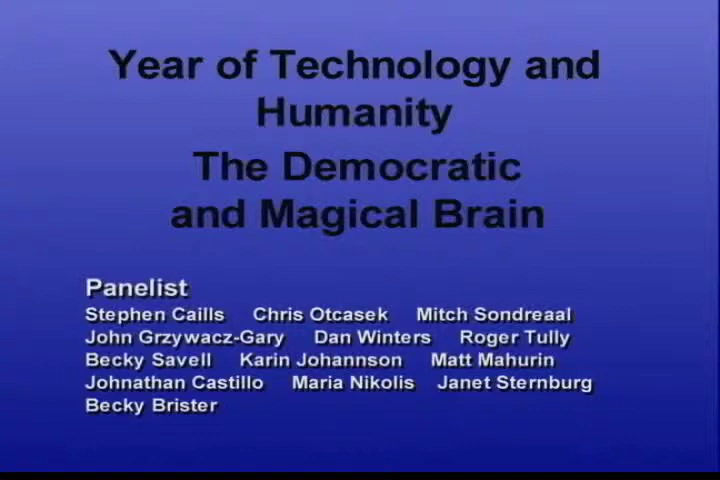 Year of Technology and
Humanity
The Democratic
and Magical Brain
Panelist
Stephen Caills Chris Otcasek Mitch Sondreaal
John Grzywacz-Gary Dan Winters Roger Tully
Becky Savell Karin Johannson Matt Mahurin
Johnathan Castillo Maria Nikolis Janet Sternburg
Becky Brister